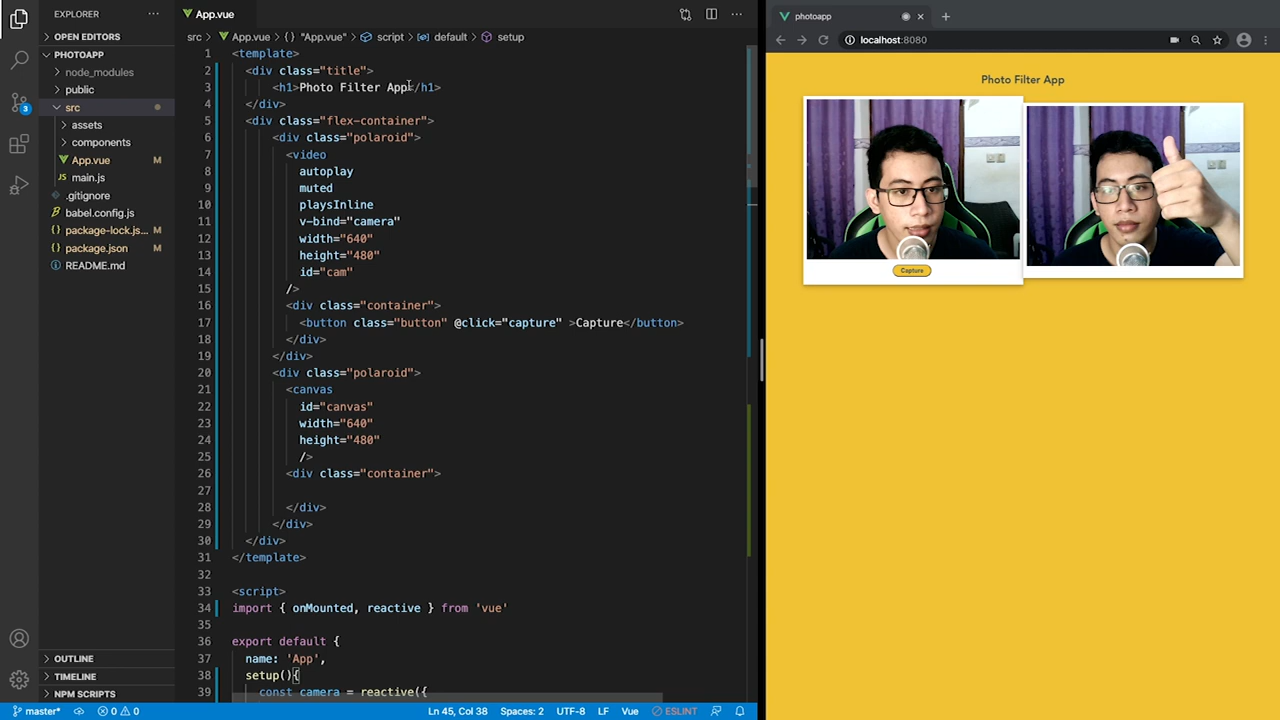 EXPLORER
OPEN EDITORS
PHOTOAPP
node_modules
public
src
assets
components
App.vue M
main.js
.gitignore
babel.config.js
package-lock.js... M
package.json M
README.md
OUTLINE
TIMELINE
NPM SCRIPTS
3
App.vue
src > App.vue > {} "App.vue" > script > default > setup
1 <template>
2 <div class="title">
3 <h1>Photo Filter App</h1>
4 </div>
5 <div class="flex-container">
6 <div class="polaroid">
7 <video
8 autoplay
9 muted
10 playsInline
11 v-bind="camera"
12 width="640"
13 height="480"
14 id="cam"
15 />
16 <div class="container">
17 <button class="button" @click="capture" >Capture</button>
18 </div>
19 </div>
20 <div class="polaroid">
21 <canvas
22 id="canvas"
23 width="640"
24 height="480"
25 />
26 <div class="container">
27
28 </div>
29 </div>
30 </div>
31 </template>
32
33 <script>
34 import { onMounted, reactive } from 'vue'
35
36 export default {
37 name: 'App',
38 setup(){
39 const camera = reactive({
master* 0 0 Ln 45, Col 38 Spaces: 2 UTF-8 LF Vue ESLINT
photoapp
localhost:8080
Photo Filter App
Capture